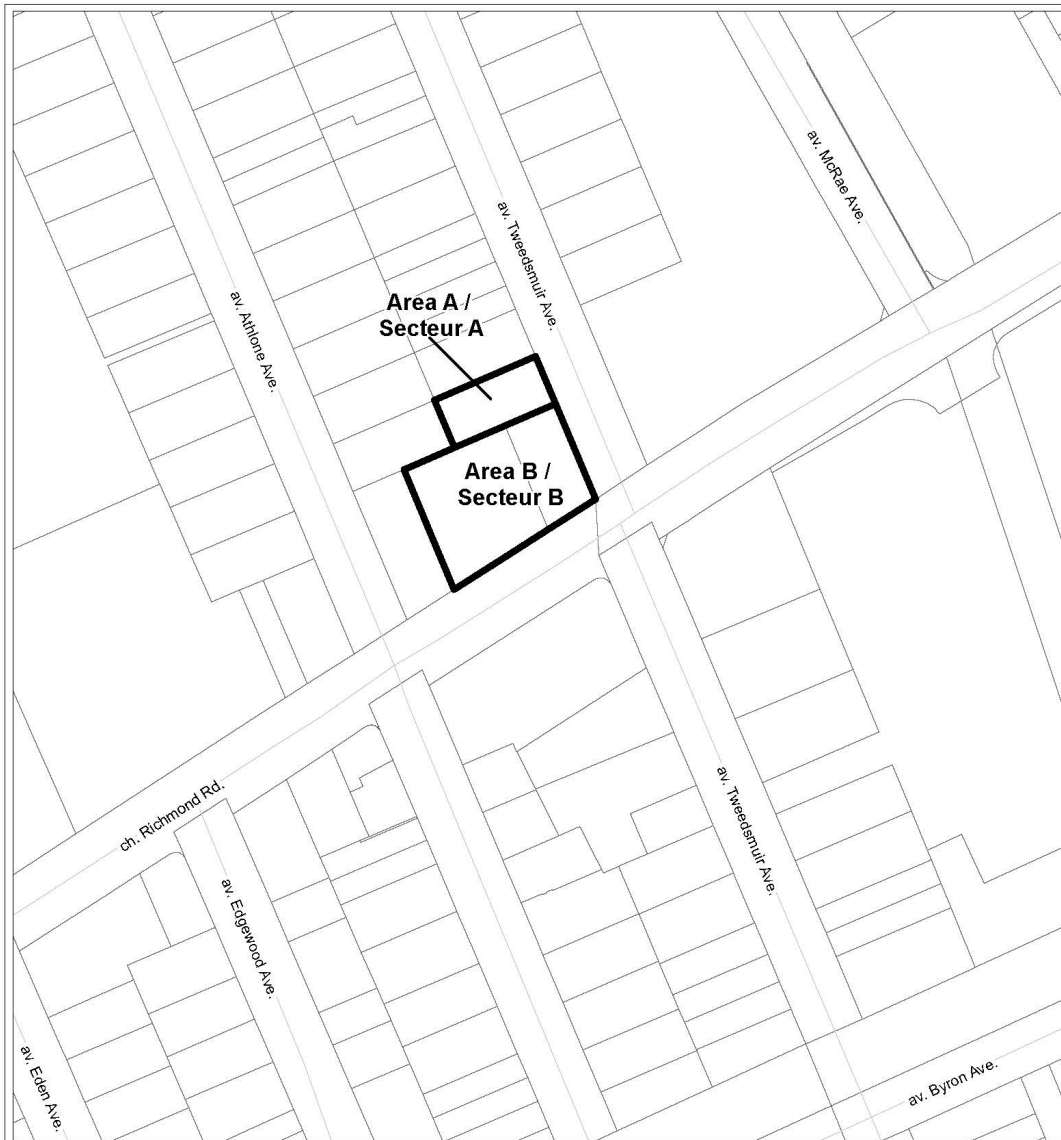 av. McRae Ave.
av. Tweedsmuir Ave.
av. Athlone Ave.
Area A /
Secteur A
Area B /
Secteur B
ch. Richmond Rd.
av. Tweedsmuir Ave.
av. Edgewood Ave.
av. Eden Ave.
av. Byron Ave.